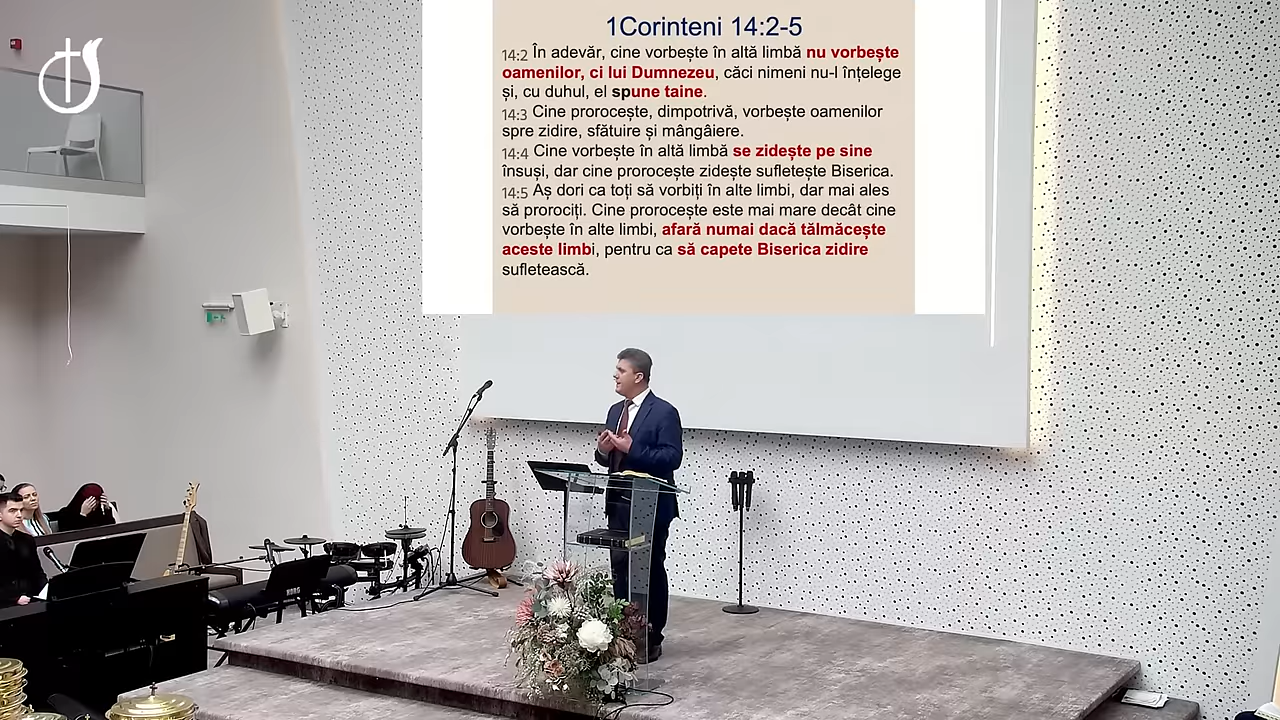 1Corinteni 14:2-5
14:2 În adevăr, cine vorbește în altă limbă nu vorbește
oamenilor, ci lui Dumnezeu, căci nimeni nu-l înțelege
și, cu duhul, el spune taine.
14:3 Cine prorocește, dimpotrivă, vorbește oamenilor
spre zidire, sfătuire și mângâiere.
14:4 Cine vorbește în altă limbă se zidește pe sine
însuși, dar cine prorocește zidește sufletește Biserica.
14:5 Aș dori ca toți să vorbiți în alte limbi, dar mai ales
să prorociți. Cine prorocește este mai mare decât cine
vorbește în alte limbi, afară numai dacă tălmăcește
aceste limbi, pentru ca să capete Biserica zidire
sufletească.
KORG